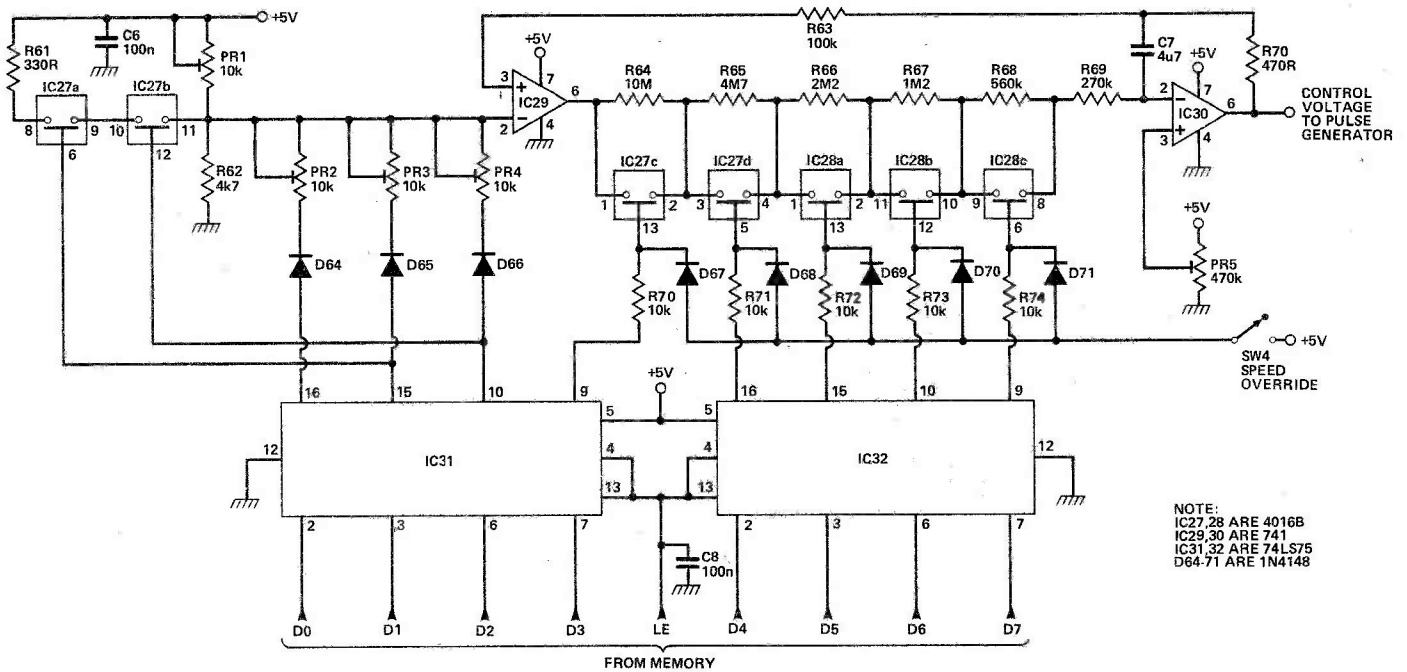 +5V
R61
330R
C6
100n
PR1
10k
IC27a
IC27b
8
9
10
11
6
12
R62
4k7
PR2
10k
PR3
10k
PR4
10k
D64
D65
D66
+5V
3
+
7
IC29
6
−
2
4
R63
100k
R64
10M
R65
4M7
R66
2M2
R67
1M2
R68
560k
R69
270k
C7
4u7
+5V
R70
470R
2
−
7
IC30
6
+
3
4
CONTROL
VOLTAGE
TO PULSE
GENERATOR
IC27c
IC27d
IC28a
IC28b
IC28c
1
2
3
4
1
2
11
10
9
8
13
5
13
12
6
D67
D68
D69
D70
D71
R70
10k
R71
10k
R72
10k
R73
10k
R74
10k
+5V
PR5
470k
+5V
SW4
SPEED
OVERRIDE
16
15
10
9
+5V
16
15
10
9
12
IC31
5
4
13
5
4
13
IC32
12
2
3
6
7
2
3
6
7
C8
100n
D0
D1
D2
D3
LE
D4
D5
D6
D7
FROM MEMORY
NOTE:
IC27,28 ARE 4016B
IC29,30 ARE 741
IC31,32 ARE 74LS75
D64-71 ARE 1N4148